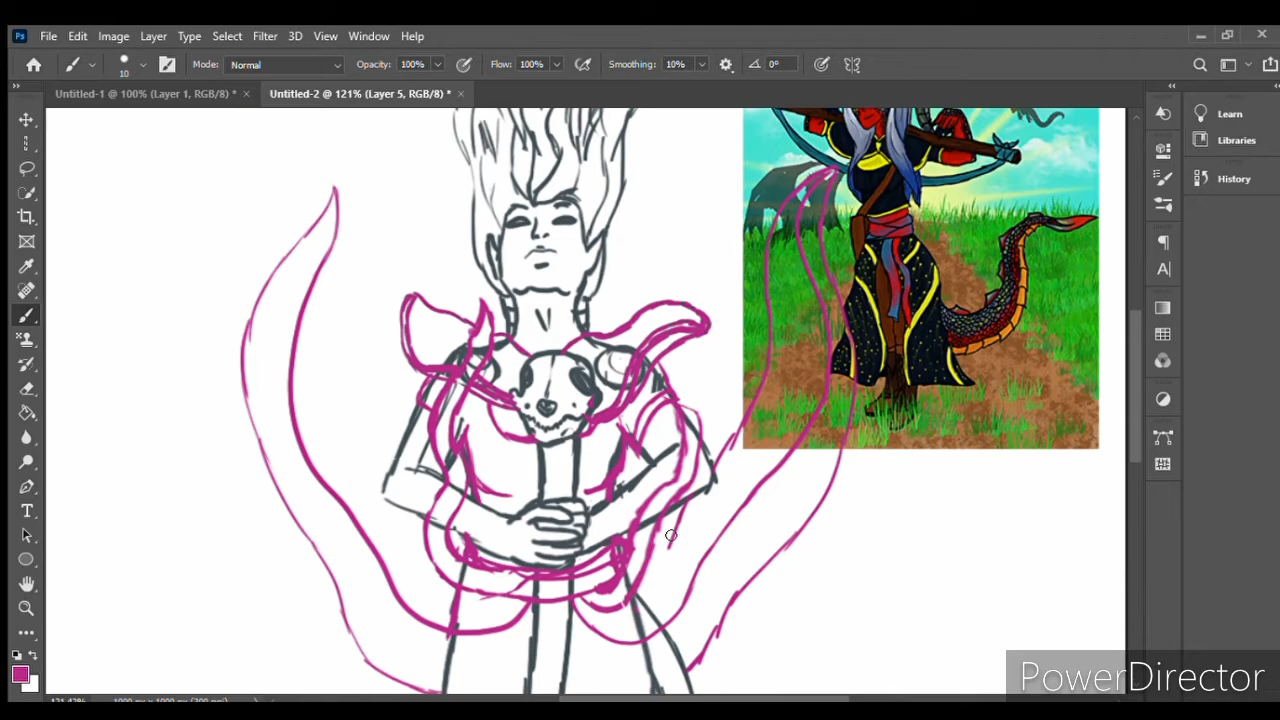 Ps File Edit Image Layer Type Select Filter 3D View Window Help
10 Mode: Normal Opacity: 100% Flow: 100% Smoothing: 10% 0°
Untitled-1 @ 100% (Layer 1, RGB/8) * × Untitled-2 @ 121% (Layer 5, RGB/8) * ×
Learn
Libraries
History
PowerDirector